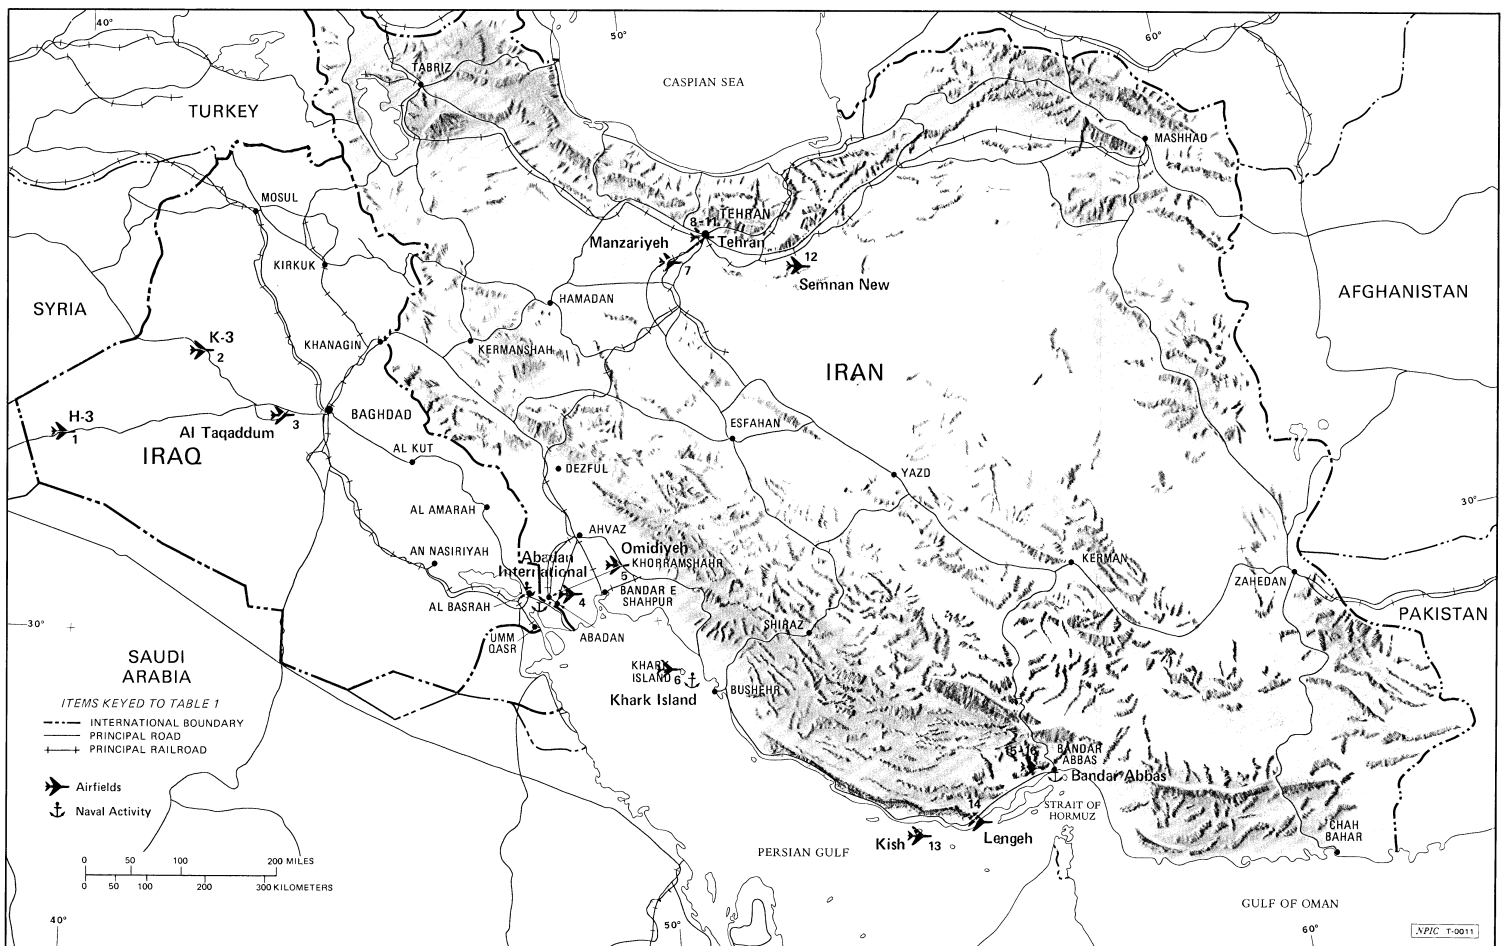 40°
50°
60°
TABRIZ
CASPIAN SEA
TURKEY
MASHHAD
MOSUL
TEHRAN
8-11
Tehran
Manzariyeh
7
12
Semnan New
KIRKUK
HAMADAN
SYRIA
AFGHANISTAN
K-3
2
KHANAGIN
KERMANSHAH
IRAN
H-3
1
Al Taqaddum
3
BAGHDAD
ESFAHAN
IRAQ
AL KUT
DEZFUL
YAZD
30°
AL AMARAH
AHVAZ
AN NASIRIYAH
Abadan
International
4
Omidiyeh
KHORRAMSHAHR
5
KERMAN
ZAHEDAN
BANDAR E
SHAHPUR
AL BASRAH
PAKISTAN
30°
UMM
QASR
ABADAN
SHIRAZ
SAUDI
ARABIA
KHARK
ISLAND
6
Khark Island
BUSHEHR
ITEMS KEYED TO TABLE 1
INTERNATIONAL BOUNDARY
PRINCIPAL ROAD
PRINCIPAL RAILROAD
15-16
BANDAR
ABBAS
Bandar Abbas
Airfields
Naval Activity
14
STRAIT OF
HORMUZ
CHAH
BAHAR
Kish
13
Lengeh
PERSIAN GULF
0 50 100 200 MILES
0 50 100 200 300 KILOMETERS
GULF OF OMAN
40°
50°
60°
NPIC T-0011